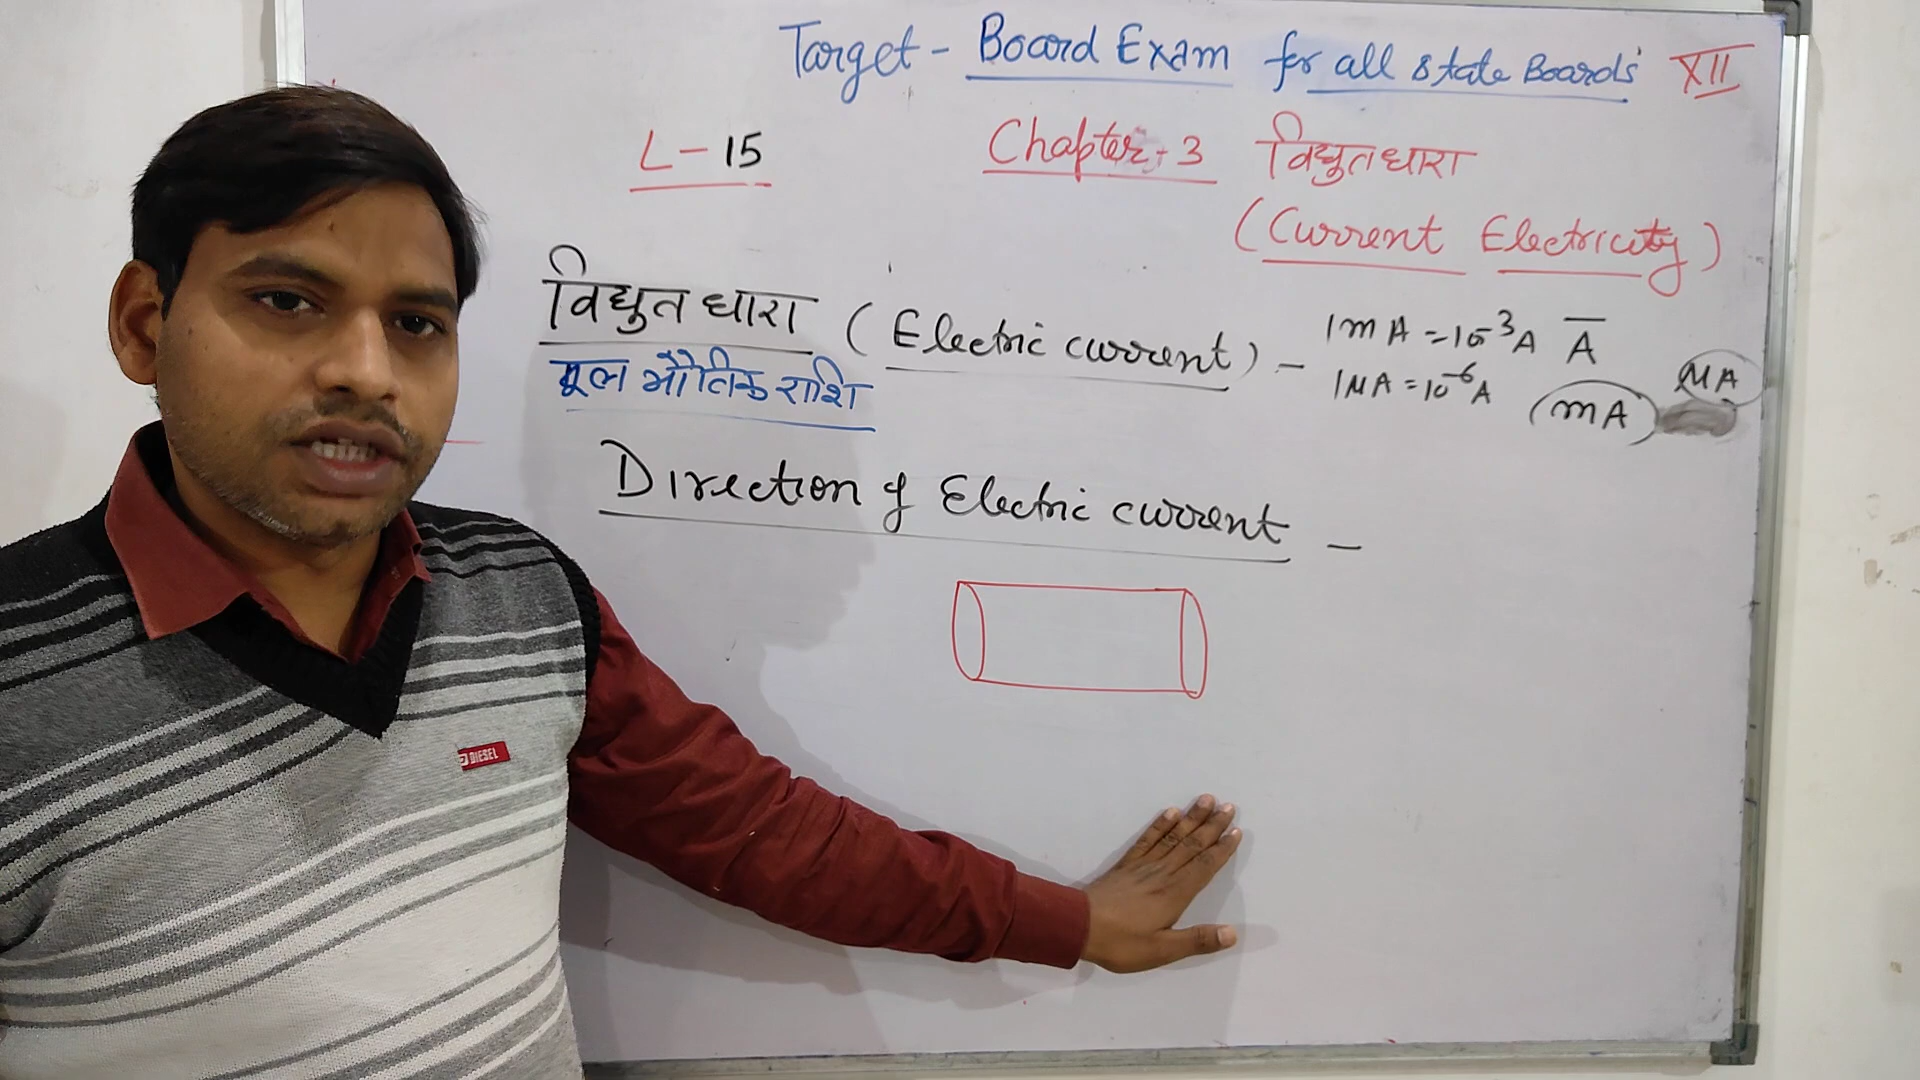 Target - Board Exam for all state Boards' XII
L - 15
Chapter - 3 विद्युत धारा
(Current Electricity)
विद्युत धारा (Electric current) -
1mA = 10⁻³A A
1μA = 10⁻⁶A
(mA)
μA
मूल भौतिक राशि
Direction of Electric current -
DIESEL